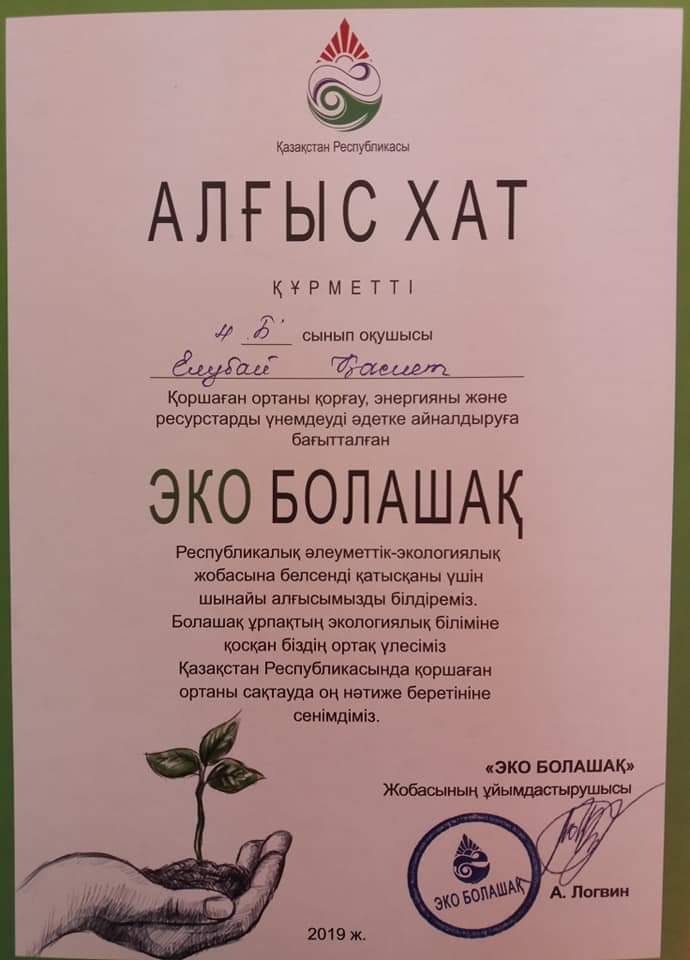 Қазақстан Республикасы
АЛҒЫС ХАТ
ҚҰРМЕТТІ
4 "Б" сынып оқушысы
Елубай Қасиет
Қоршаған ортаны қорғау, энергияны және
ресурстарды үнемдеуді әдетке айналдыруға
бағытталған
ЭКО БОЛАШАҚ
Республикалық әлеуметтік-экологиялық
жобасына белсенді қатысқаны үшін
шынайы алғысымызды білдіреміз.
Болашақ ұрпақтың экологиялық біліміне
қосқан біздің ортақ үлесіміз
Қазақстан Республикасында қоршаған
ортаны сақтауда оң нәтиже беретініне
сенімдіміз.
«ЭКО БОЛАШАҚ»
Жобасының ұйымдастырушысы
ЭКО БОЛАШАҚ
А. Логвин
2019 ж.